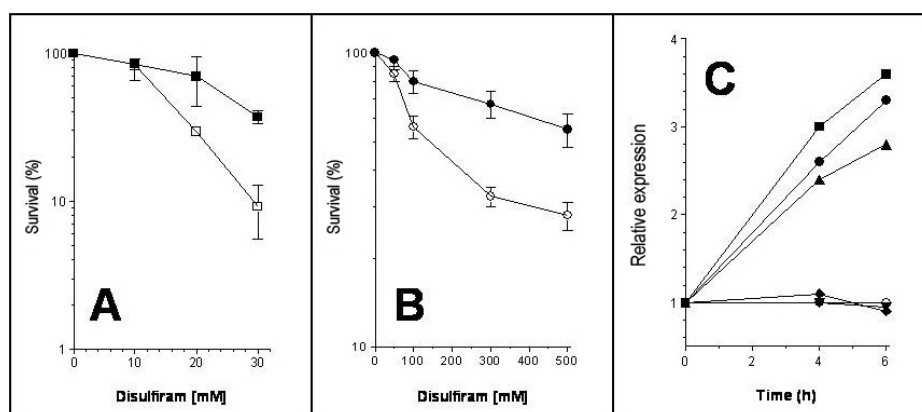 100
10
1
Survival (%)
0 10 20 30
Disulfiram [mM]
A
100
10
Survival (%)
0 100 200 300 400 500
Disulfiram [mM]
B
4
3
2
1
Relative expression
0 4 6
Time (h)
C